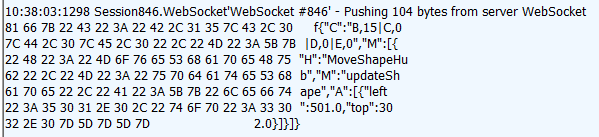 10:38:03:1298 Session846.WebSocket'WebSocket #846' - Pushing 104 bytes from server WebSocket
81 66 7B 22 43 22 3A 22 42 2C 31 35 7C 43 2C 30 f{"C":"B,15|C,0
7C 44 2C 30 7C 45 2C 30 22 2C 22 4D 22 3A 5B 7B |D,0|E,0","M":[{
22 48 22 3A 22 4D 6F 76 65 53 68 61 70 65 48 75 "H":"MoveShapeHu
62 22 2C 22 4D 22 3A 22 75 70 64 61 74 65 53 68 b","M":"updateSh
61 70 65 22 2C 22 41 22 3A 5B 7B 22 6C 65 66 74 ape","A":[{"left
22 3A 35 30 31 2E 30 2C 22 74 6F 70 22 3A 33 30 ":501.0,"top":30
32 2E 30 7D 5D 7D 5D 7D 2.0}]}]}